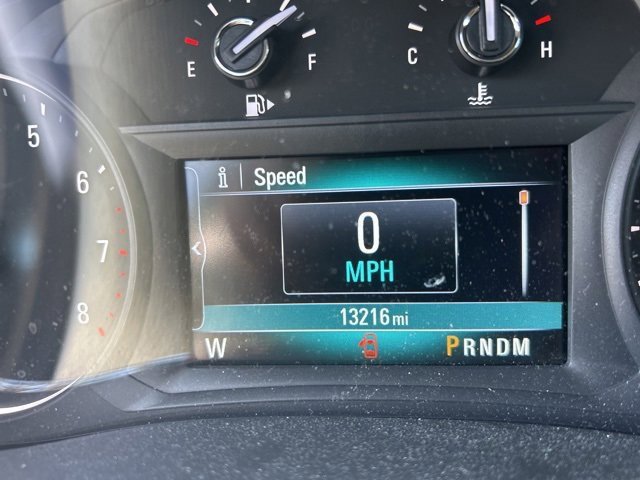 E F
C H
5
6
7
8
i Speed
0
MPH
13216 mi
W PRNDM